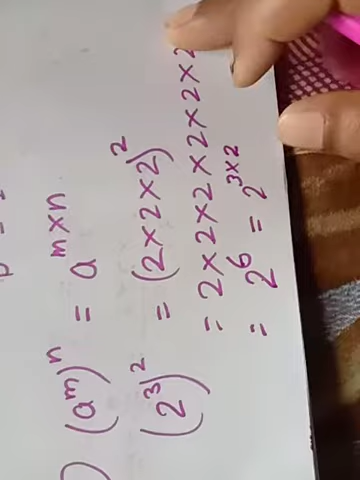 ) (a^m)^n = a^{m×n}
(2^3)^2 = (2×2×2)^2
= 2×2×2×2×2×2
= 2^6 = 2^{3×2}